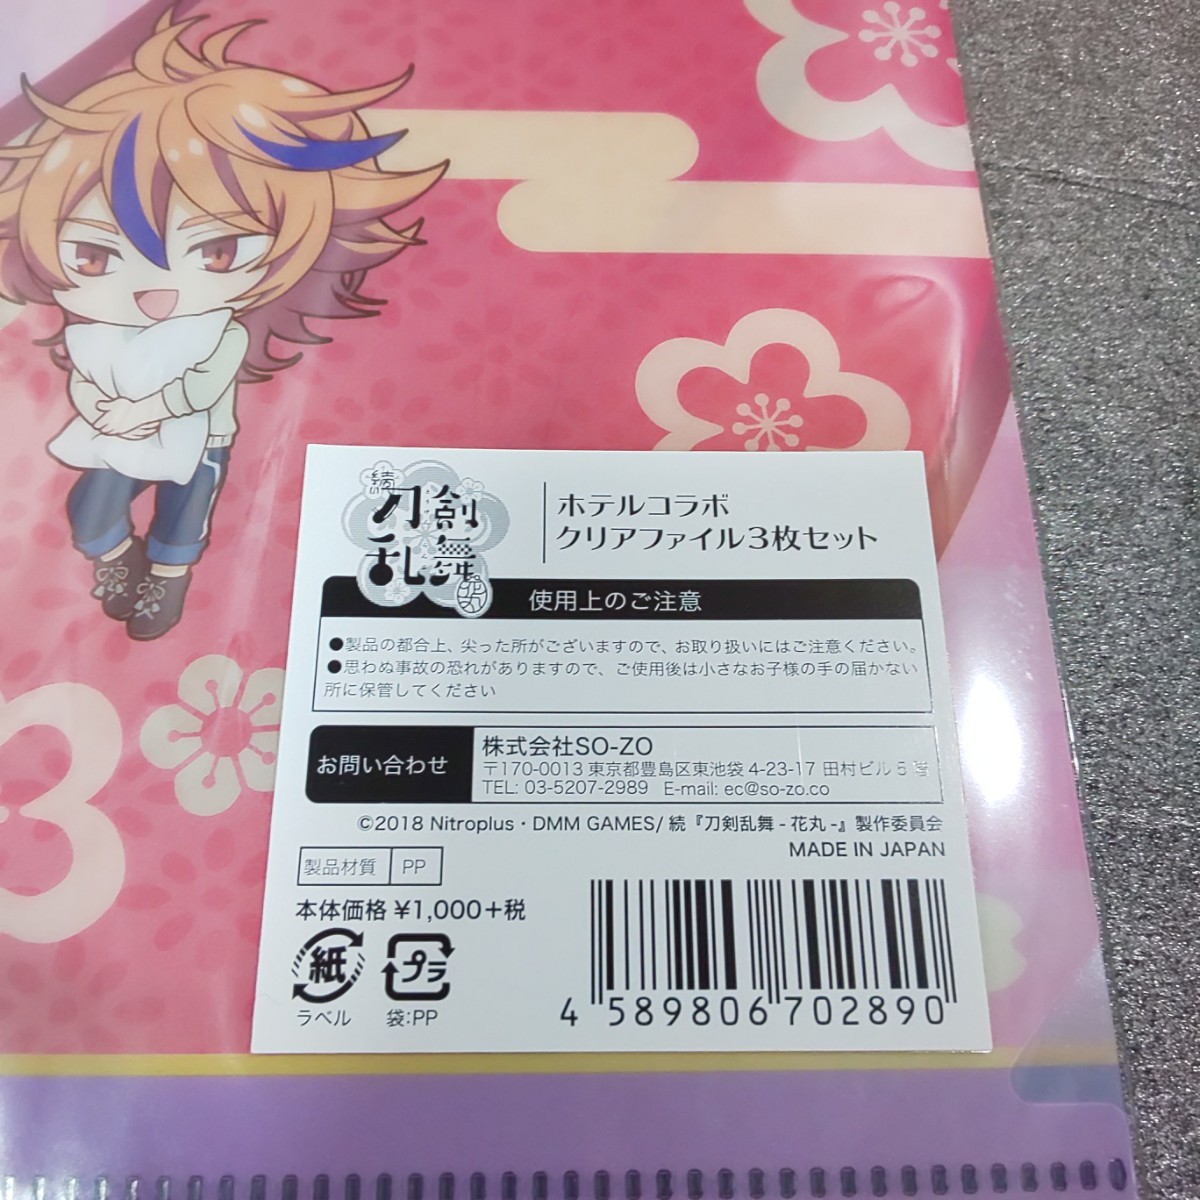 続
刀剣
乱舞
花丸
ホテルコラボ
クリアファイル3枚セット
使用上のご注意
●製品の都合上、尖った所がございますので、お取り扱いにはご注意ください。
●思わぬ事故の恐れがありますので、ご使用後は小さなお子様の手の届かない
所に保管してください
お問い合わせ
株式会社SO-ZO
〒170-0013 東京都豊島区東池袋 4-23-17 田村ビル 5 階
TEL: 03-5207-2989 E-mail: ec@so-zo.co
©2018 Nitroplus・DMM GAMES/ 続『刀剣乱舞 - 花丸 -』製作委員会
MADE IN JAPAN
製品材質 PP
本体価格 ¥1,000+税
紙 プラ
ラベル 袋:PP
4 589806 702890